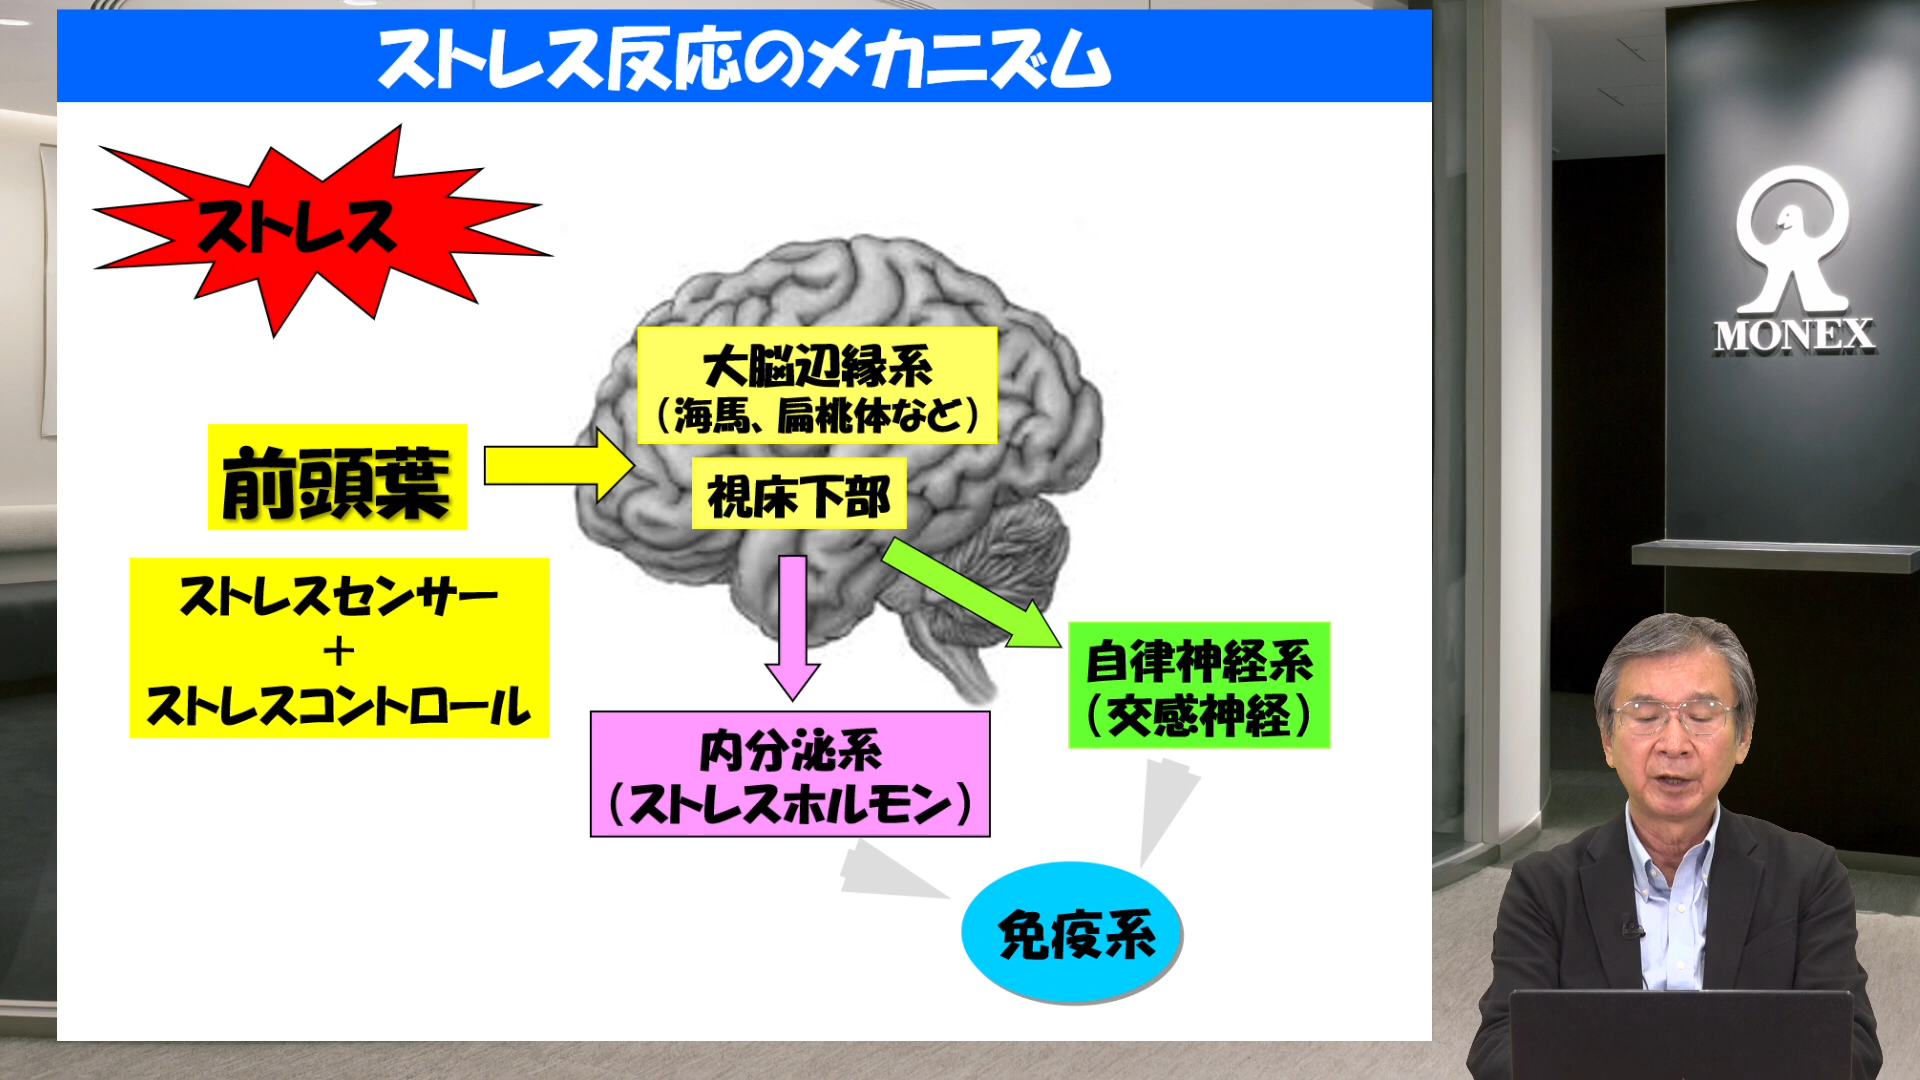 ストレス反応のメカニズム
ストレス
大脳辺縁系
（海馬、扁桃体など）
視床下部
前頭葉
ストレスセンサー
＋
ストレスコントロール
自律神経系
（交感神経）
内分泌系
（ストレスホルモン）
免疫系
MONEX